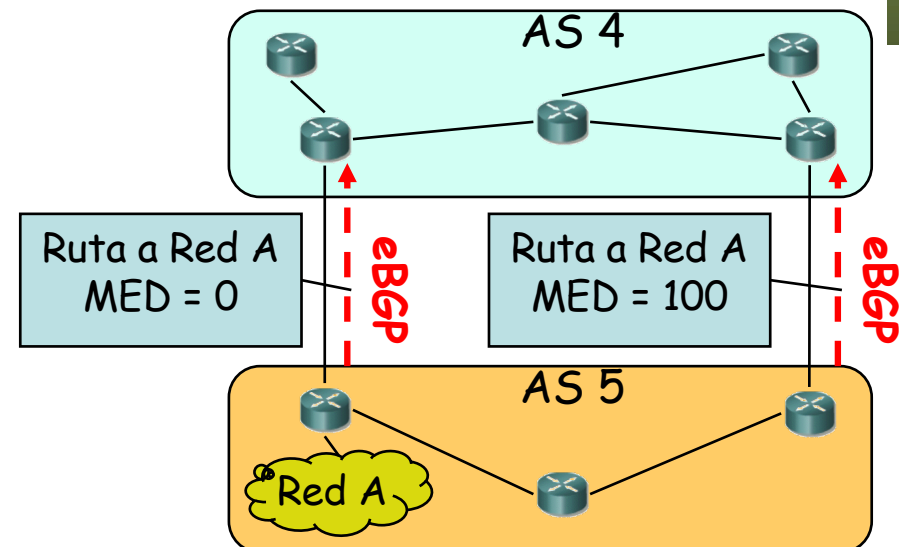 AS 4
Ruta a Red A
MED = 0
eBGP
Ruta a Red A
MED = 100
eBGP
AS 5
Red A